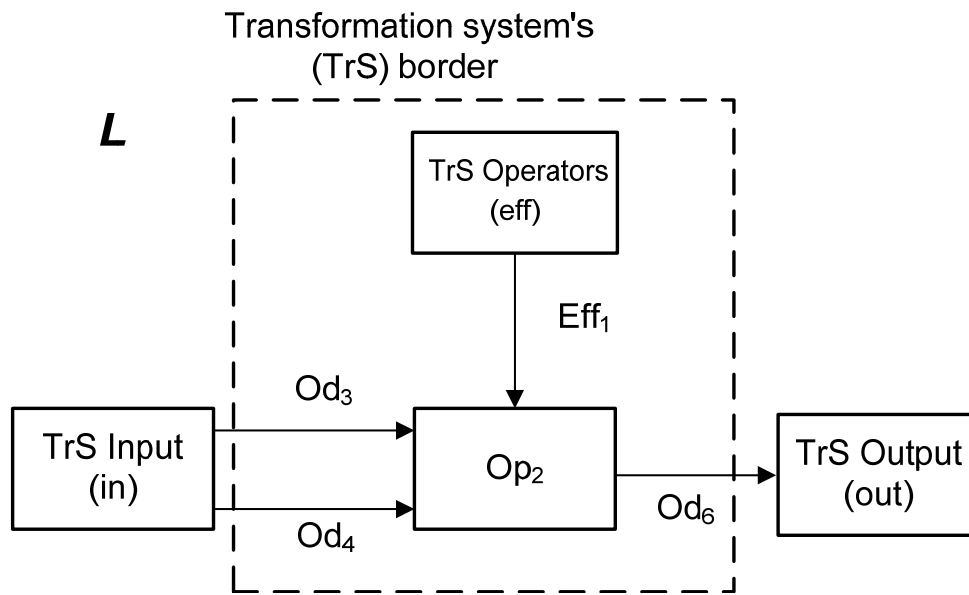 Transformation system's
(TrS) border
L
TrS Operators
(eff)
Eff₁
Od₃
TrS Input
(in)
Op₂
TrS Output
(out)
Od₄
Od₆